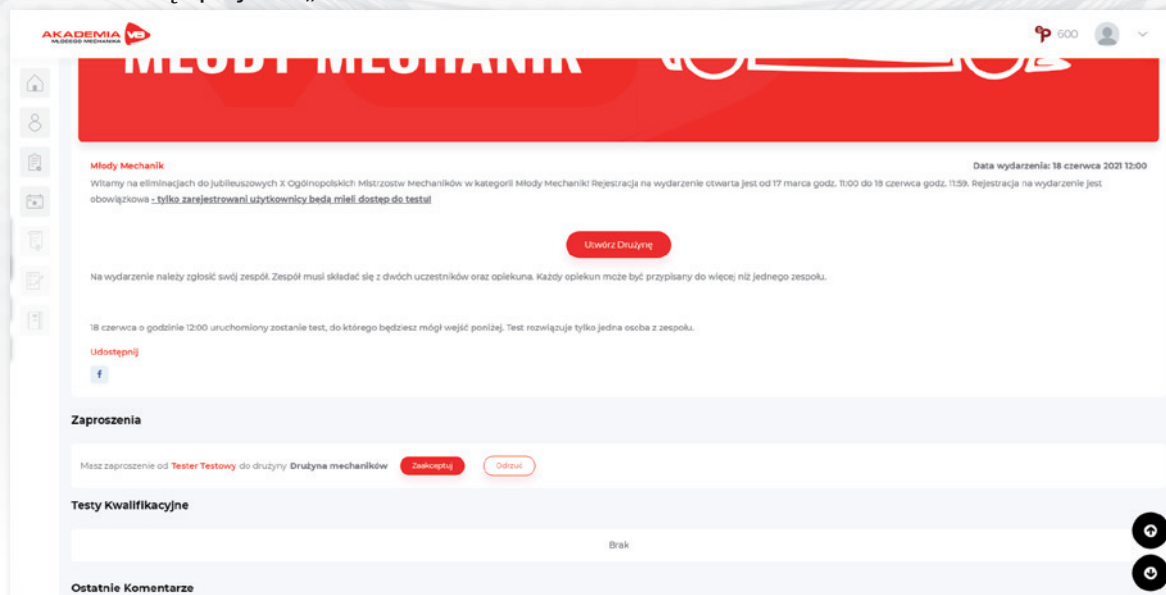 AKADEMIA VB
MŁODEGO MECHANIKA
600
MŁODY MECHANIK
Młody Mechanik
Data wydarzenia: 18 czerwca 2021 12:00
Witamy na eliminacjach do jubileuszowych X Ogólnopolskich Mistrzostw Mechaników w kategorii Młody Mechanik! Rejestracja na wydarzenie otwarta jest od 17 marca godz. 11:00 do 18 czerwca godz. 11:59. Rejestracja na wydarzenie jest
obowiązkowa - tylko zarejestrowani użytkownicy będą mieli dostęp do testu!
Utwórz Drużynę
Na wydarzenie należy zgłosić swój zespół. Zespół musi składać się z dwóch uczestników oraz opiekuna. Każdy opiekun może być przypisany do więcej niż jednego zespołu.
18 czerwca o godzinie 12:00 uruchomiony zostanie test, do którego będziesz mógł wejść poniżej. Test rozwiązuje tylko jedna osoba z zespołu.
Udostępnij
f
Zaproszenia
Masz zaproszenie od Tester Testowy do drużyny Drużyna mechaników Zaakceptuj Odrzuć
Testy Kwalifikacyjne
Brak
Ostatnie Komentarze